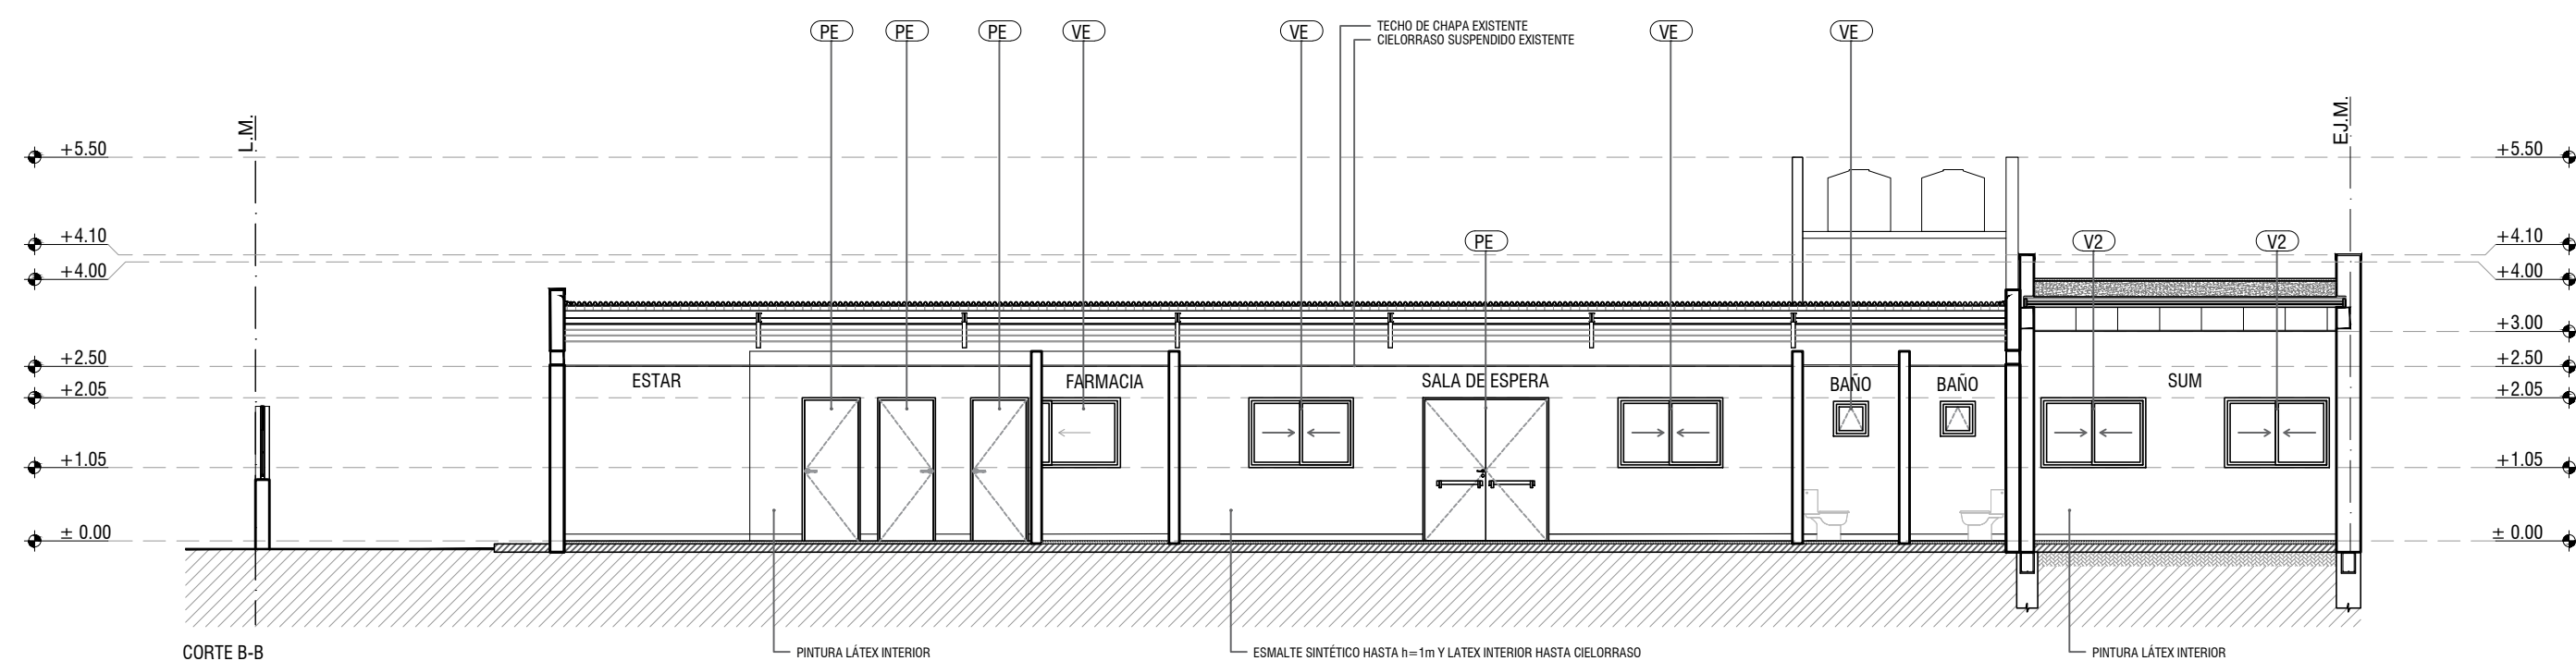 PE
PE
PE
VE
VE
TECHO DE CHAPA EXISTENTE
CIELORRASO SUSPENDIDO EXISTENTE
VE
VE
L.M.
EJ.M.
+5.50
+5.50
+4.10
+4.00
PE
V2
V2
+4.10
+4.00
+3.00
+2.50
+2.50
+2.05
+2.05
ESTAR
FARMACIA
SALA DE ESPERA
BAÑO
BAÑO
SUM
+1.05
+1.05
± 0.00
± 0.00
CORTE B-B
PINTURA LÁTEX INTERIOR
ESMALTE SINTÉTICO HASTA h=1m Y LATEX INTERIOR HASTA CIELORRASO
PINTURA LÁTEX INTERIOR